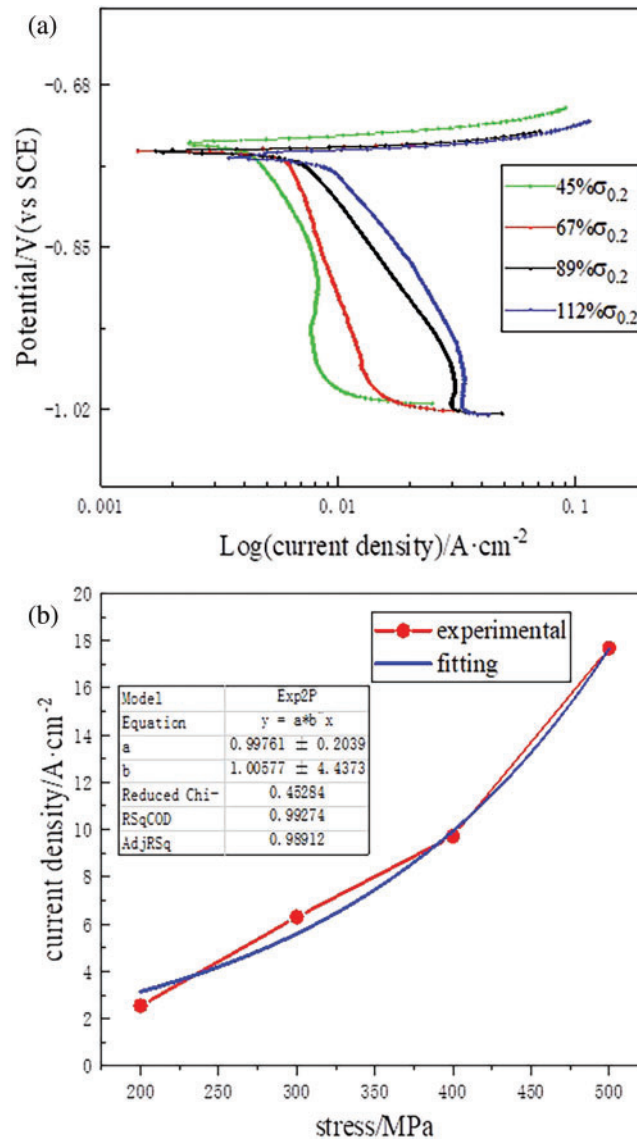 (a)
-0.68
-0.85
-1.02
Potential/V(vs SCE)
45%σ0.2
67%σ0.2
89%σ0.2
112%σ0.2
0.001
0.01
0.1
Log(current density)/A·cm-2
(b)
20
18
16
14
12
10
8
6
4
2
0
current density/A·cm-2
experimental
fitting
Model Exp2P
Equation y = a*b^x
a 0.99761 ± 0.2039
b 1.00577 ± 4.4373
Reduced Chi- 0.45284
RSqCOD 0.99274
AdjRSq 0.98912
200 250 300 350 400 450 500
stress/MPa